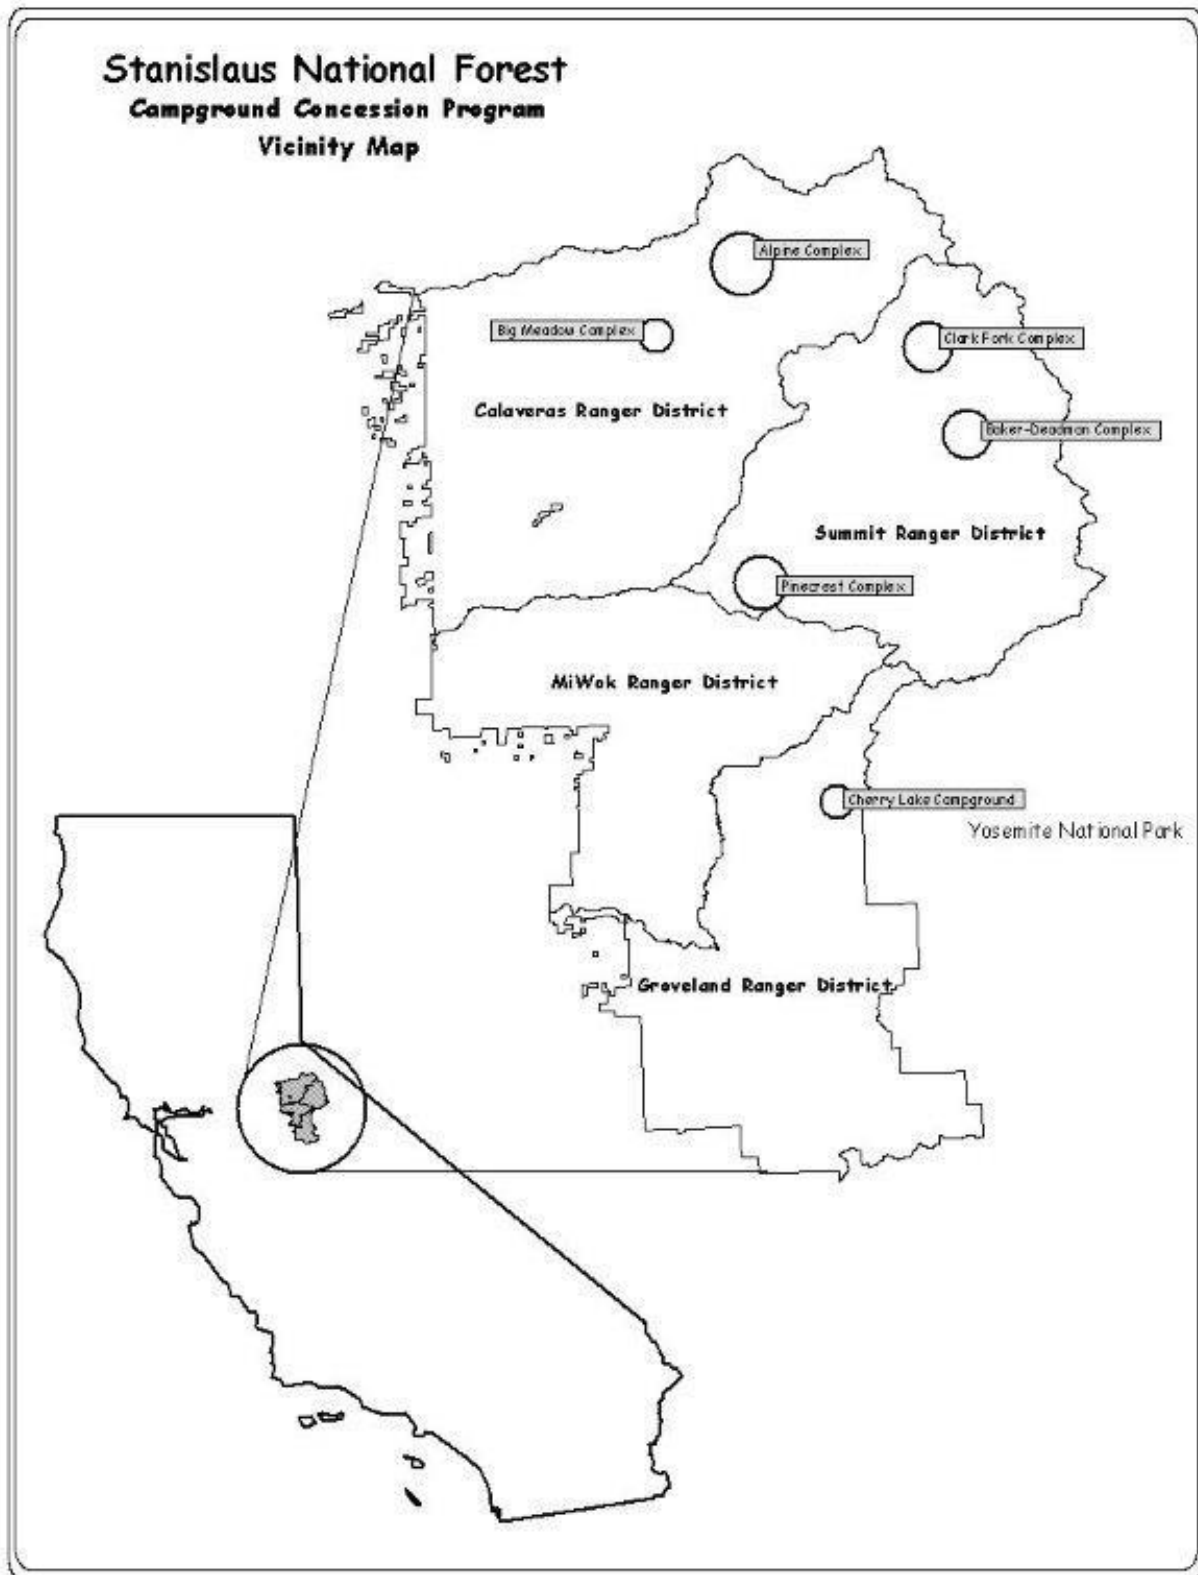 Stanislaus National Forest
Campground Concession Program
Vicinity Map
Alpine Complex
Big Meadow Complex
Clark Fork Complex
Calaveras Ranger District
Baker-Deadman Complex
Summit Ranger District
Pinecrest Complex
MiWok Ranger District
Cherry Lake Campground
Yosemite National Park
Groveland Ranger District